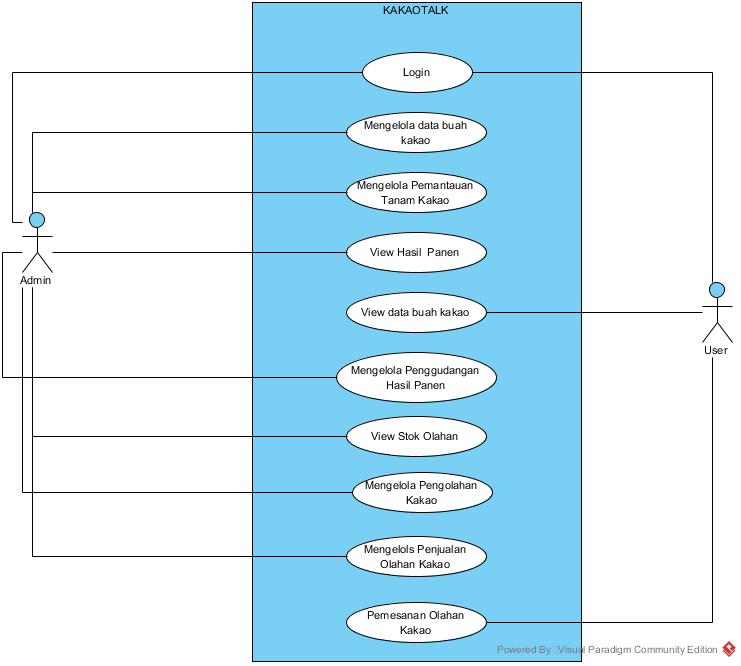 KAKAOTALK
Login
Mengelola data buah
kakao
Mengelola Pemantauan
Tanam Kakao
View Hasil  Panen
Admin
View data buah kakao
User
Mengelola Penggudangan
Hasil Panen
View Stok Olahan
Mengelola Pengolahan
Kakao
Mengelols Penjualan
Olahan Kakao
Pemesanan Olahan
Kakao
Powered By Visual Paradigm Community Edition